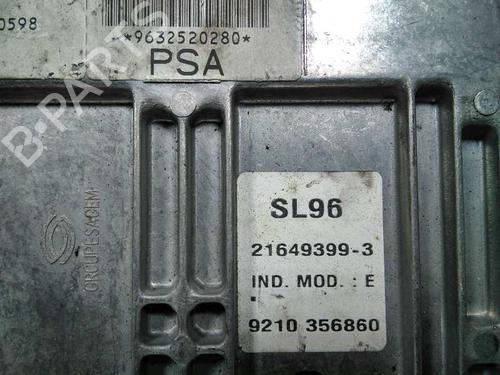 0598
*9632520280*
PSA
B-PARTS
GROUPESAGEM
SL96
21649399-3
IND. MOD. : E
9210 356860